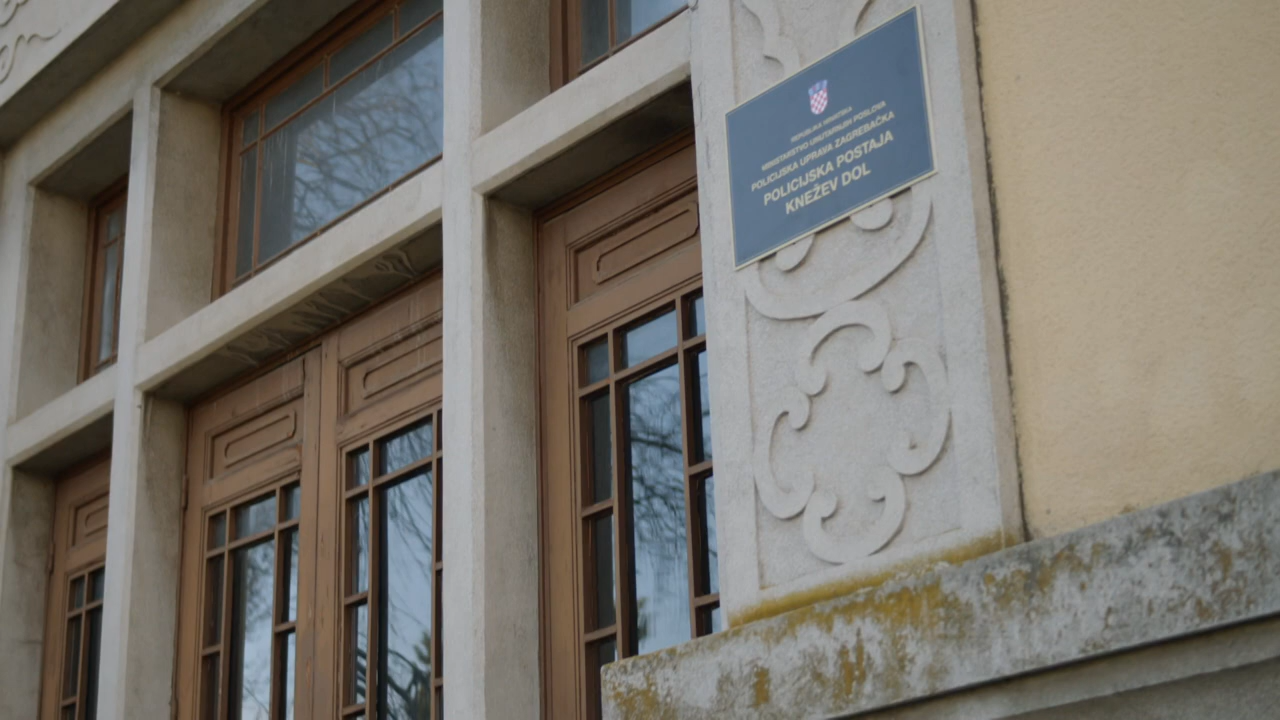 REPUBLIKA HRVATSKA
MINISTARSTVO UNUTARNJIH POSLOVA
POLICIJSKA UPRAVA ZAGREBAČKA
POLICIJSKA POSTAJA
KNEŽEV DOL